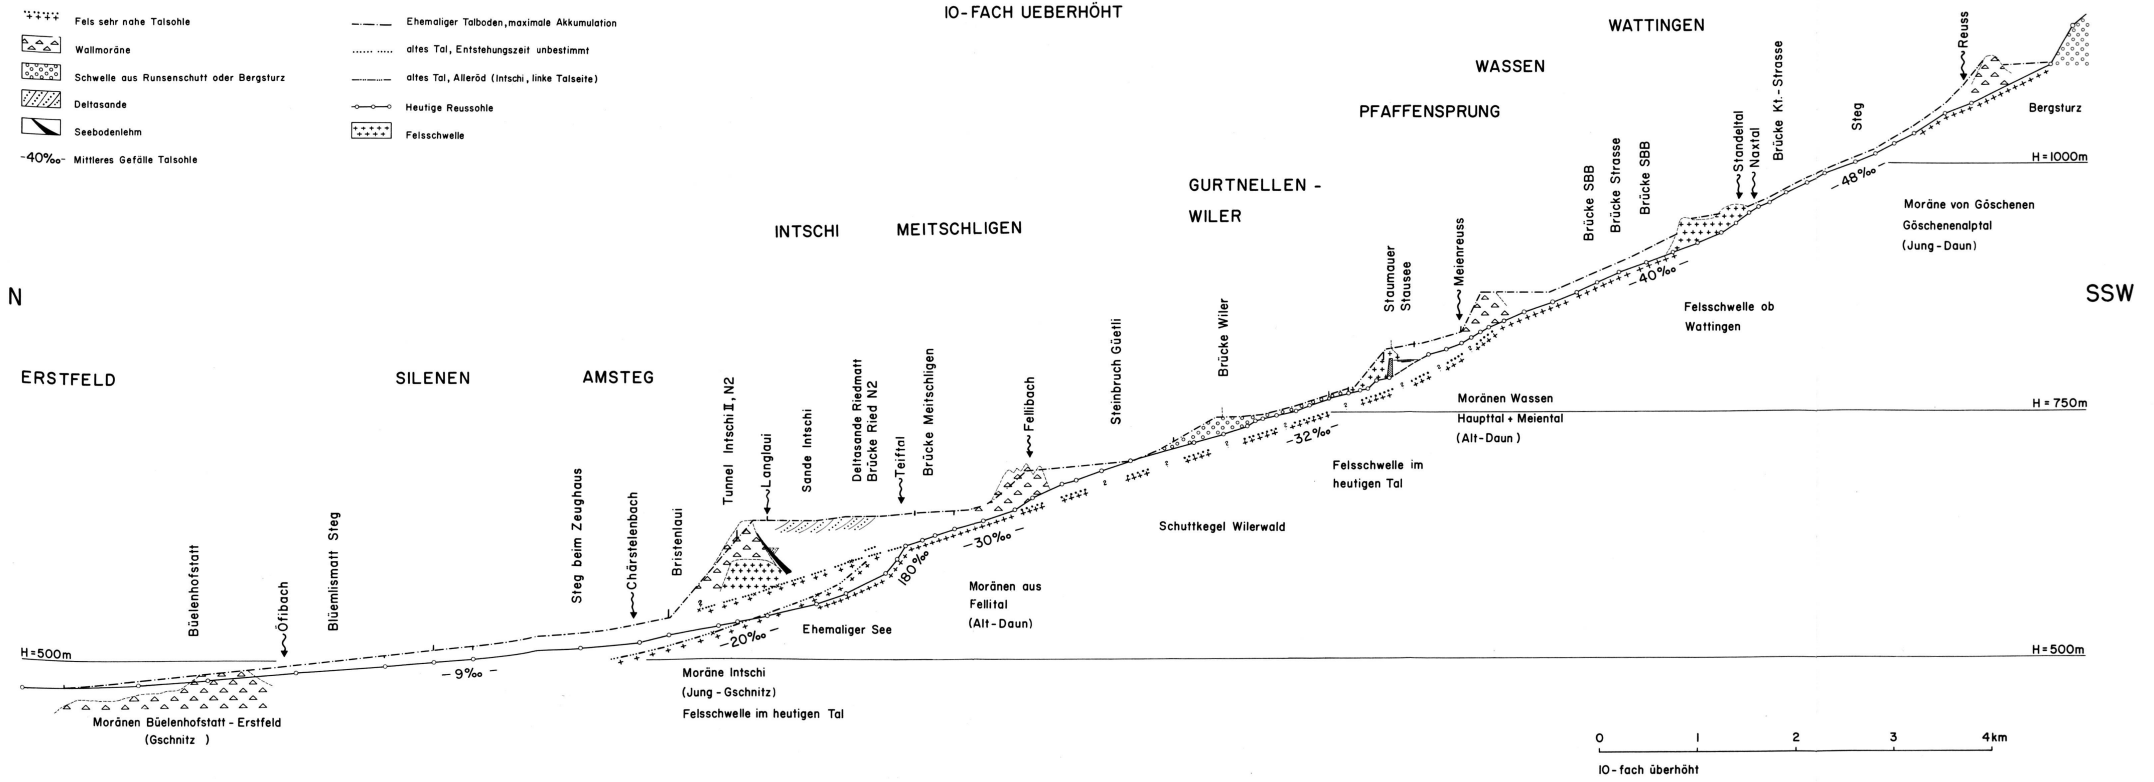 10-FACH UEBERHÖHT
Fels sehr nahe Talsohle
Wallmoräne
Schwelle aus Runsenschutt oder Bergsturz
Deltasande
Seebodenlehm
-40‰- Mittleres Gefälle Talsohle
Ehemaliger Talboden, maximale Akkumulation
altes Tal, Entstehungszeit unbestimmt
altes Tal, Alleröd (Intschi, linke Talseite)
Heutige Reussohle
Felsschwelle
N
SSW
ERSTFELD
SILENEN
AMSTEG
INTSCHI
MEITSCHLIGEN
GURTNELLEN -
WILER
PFAFFENSPRUNG
WASSEN
WATTINGEN
Büelenhofstatt
Öfibach
Blüemlismatt Steg
Steg beim Zeughaus
Chärstelenbach
Bristenlaui
Tunnel Intschi II, N2
Langlaui
Sande Intschi
Deltasande Riedmatt
Brücke Ried N2
Teiftal
Brücke Meitschligen
Fellibach
Steinbruch Güetli
Brücke Wiler
Staumauer
Stausee
Meienreuss
Brücke SBB
Brücke Strasse
Brücke SBB
Standeltal
Naxtal
Brücke Kt.-Strasse
Steg
Reuss
Bergsturz
H = 1000m
-48‰-
Moräne von Göschenen
Göschenenalptal
(Jung-Daun)
-40‰-
Felsschwelle ob
Wattingen
H = 750m
Moränen Wassen
Haupttal + Meiental
(Alt-Daun)
-32‰-
Felsschwelle im
heutigen Tal
Schuttkegel Wilerwald
-30‰-
180‰
Moränen aus
Fellital
(Alt-Daun)
Ehemaliger See
-20‰-
H = 500m
H = 500m
-9‰-
Moräne Intschi
(Jung-Gschnitz)
Felsschwelle im heutigen Tal
Moränen Büelenhofstatt - Erstfeld
(Gschnitz )
0 1 2 3 4km
10-fach überhöht